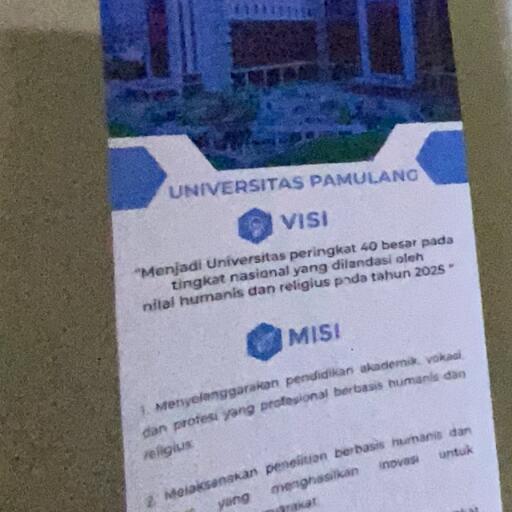 UNIVERSITAS PAMULANG
VISI
"Menjadi Universitas peringkat 40 besar pada
tingkat nasional yang dilandasi oleh
nilai humanis dan religius pada tahun 2025"
MISI
1. Menyelanggarakan pendidikan akademik, vokasi,
dan profesi yang profesional berbasis humanis dan
religius.
2. Melaksanakan penelitian berbasis humanis dan
yang menghasilkan inovasi untuk